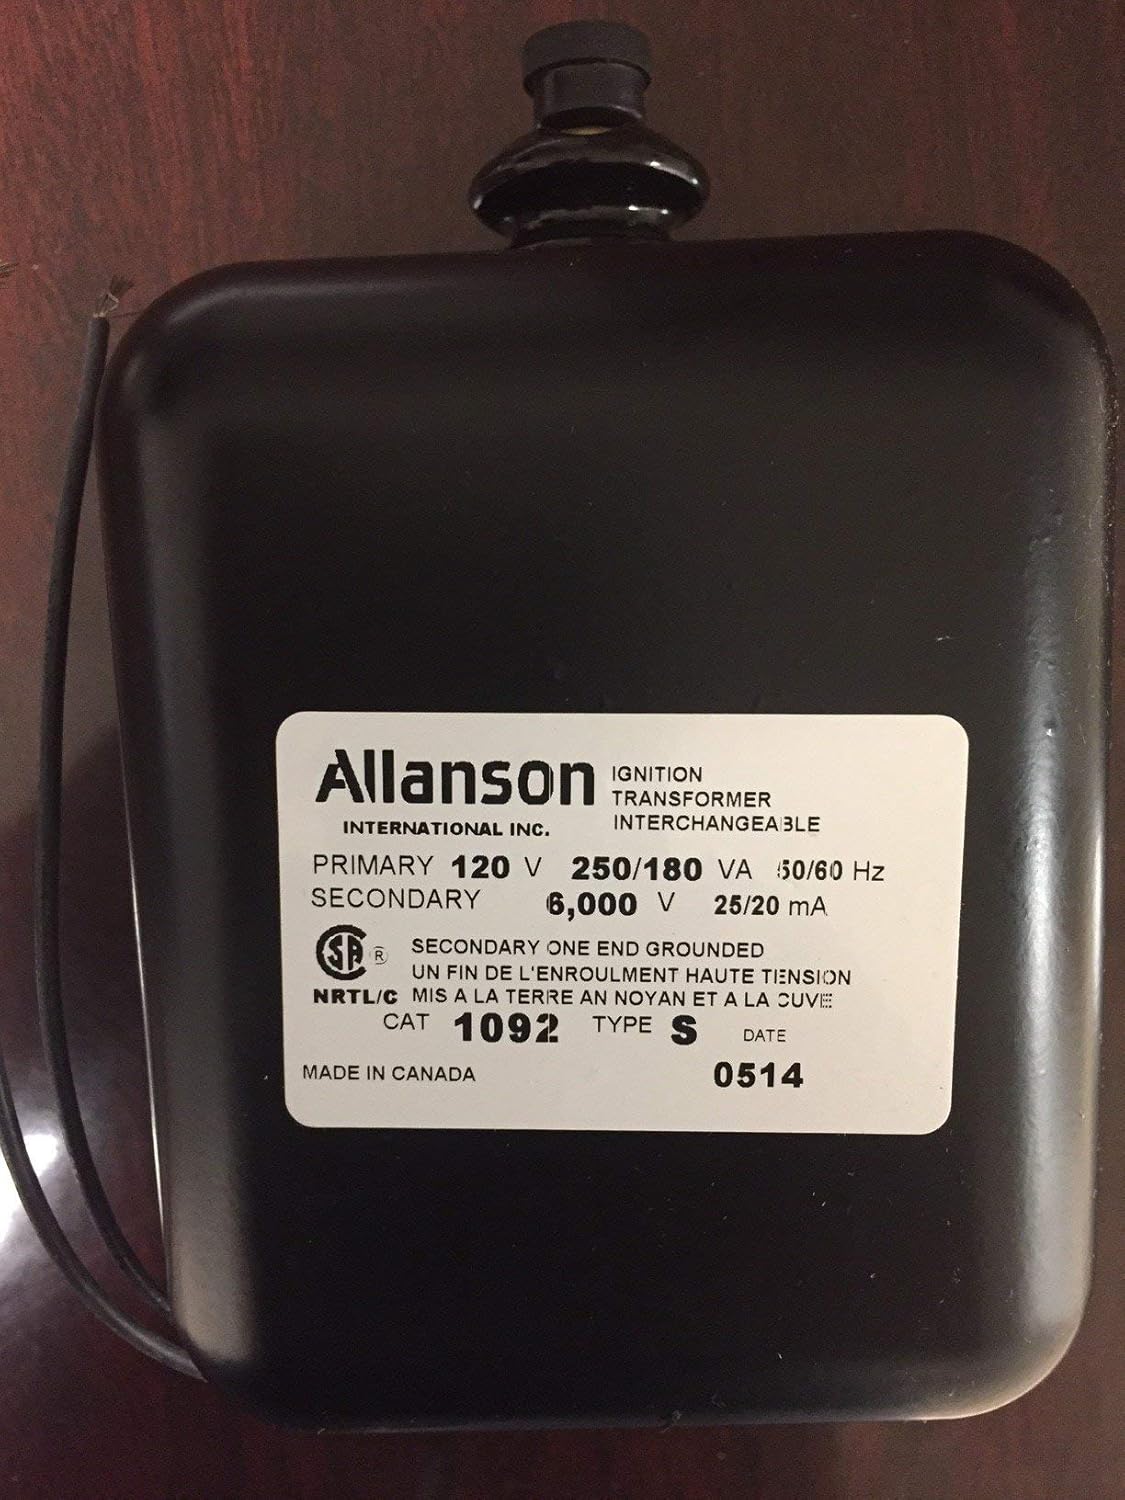 Allanson
INTERNATIONAL INC.
IGNITION
TRANSFORMER
INTERCHANGEABLE
PRIMARY 120 V 250/180 VA 50/60 Hz
SECONDARY 6,000 V 25/20 mA
SA ® SECONDARY ONE END GROUNDED
UN FIN DE L'ENROULMENT HAUTE TENSION
NRTL/C MIS A LA TERRE AN NOYAN ET A LA CUVE
CAT 1092 TYPE S DATE
MADE IN CANADA 0514